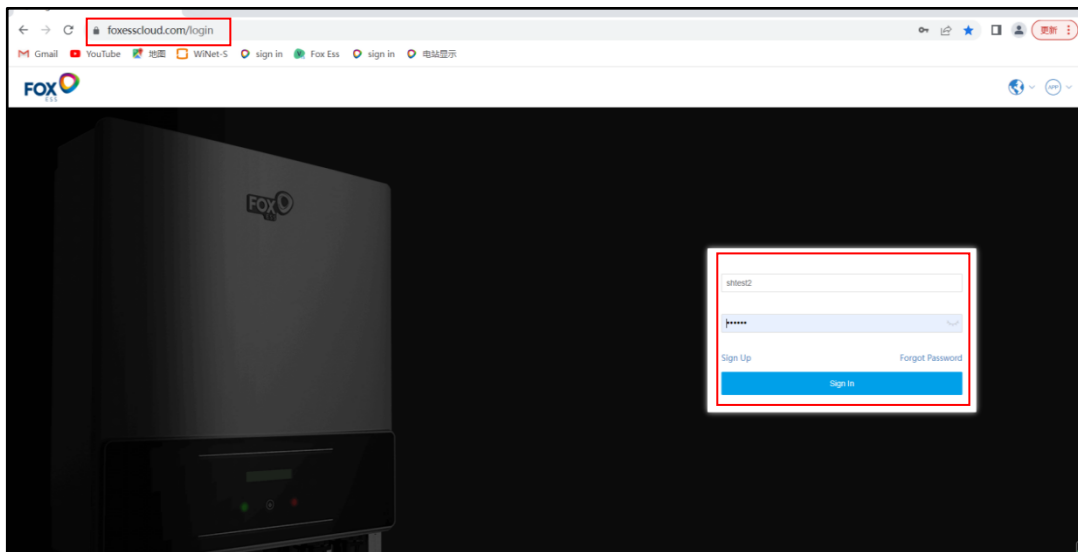 foxesscloud.com/login
更新
Gmail YouTube 地图 WiNet-S sign in Fox Ess sign in 电站显示
FOX
ESS
APP
FOX
ESS
shtest2
••••••
Sign Up Forgot Password
Sign In